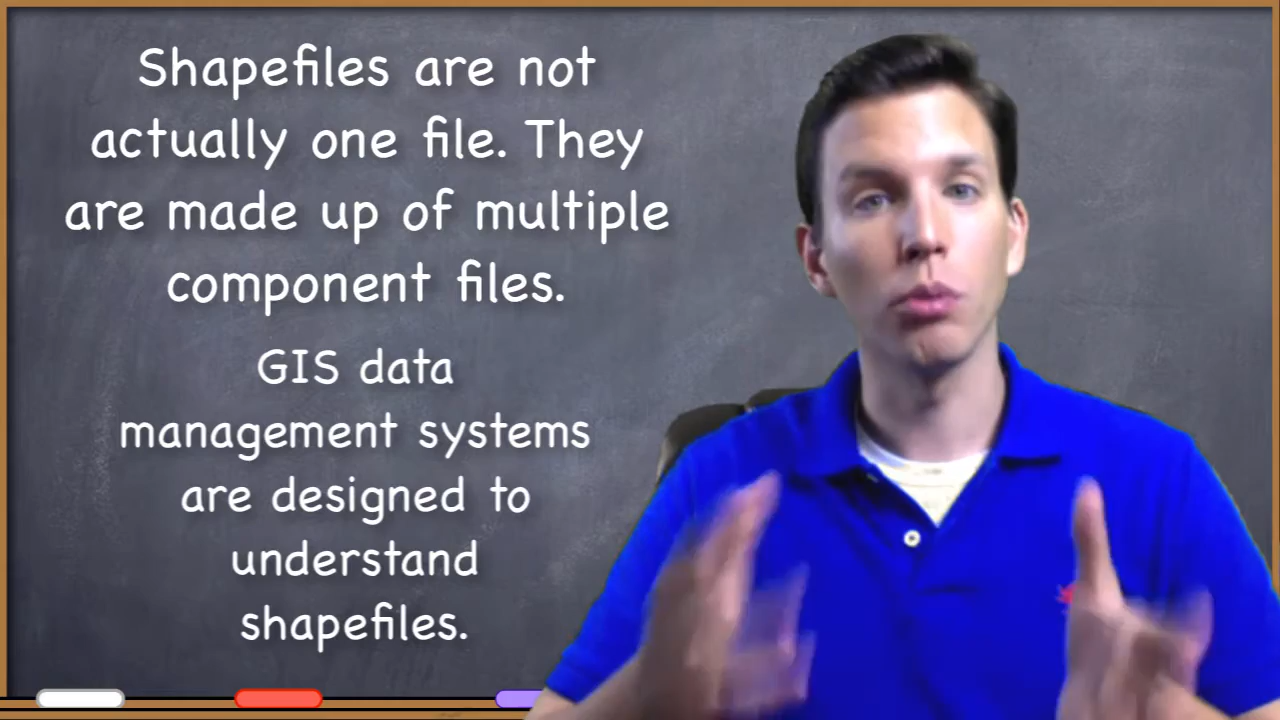 Shapefiles are not
actually one file. They
are made up of multiple
component files.
GIS data
management systems
are designed to
understand
shapefiles.